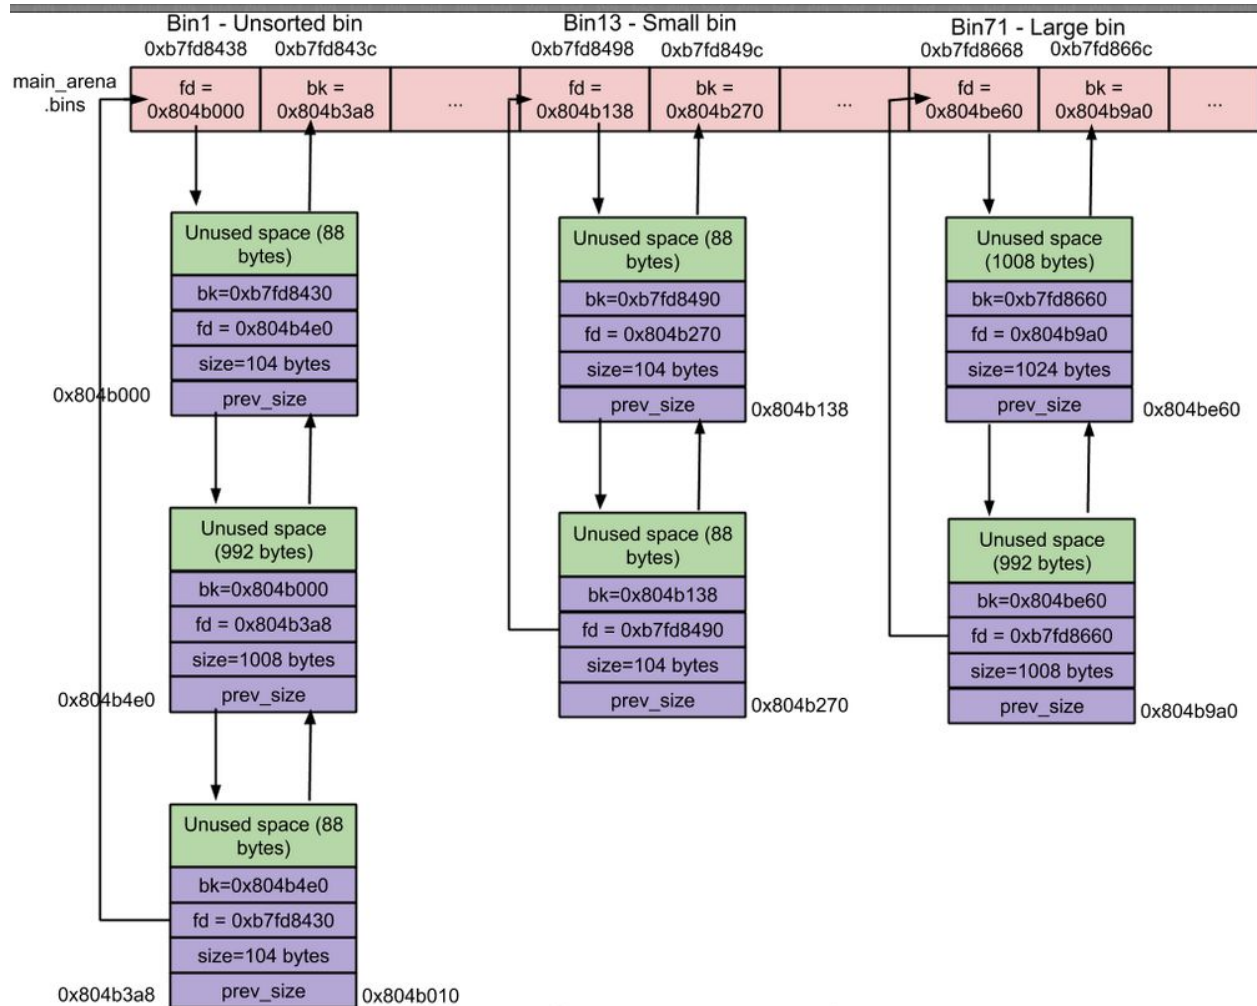 Bin1 - Unsorted bin
Bin13 - Small bin
Bin71 - Large bin
0xb7fd8438
0xb7fd843c
0xb7fd8498
0xb7fd849c
0xb7fd8668
0xb7fd866c
main_arena
.bins
fd =
0x804b000
bk =
0x804b3a8
...
fd =
0x804b138
bk =
0x804b270
...
fd =
0x804be60
bk =
0x804b9a0
...
Unused space (88
bytes)
bk=0xb7fd8430
fd = 0x804b4e0
size=104 bytes
prev_size
0x804b000
Unused space
(992 bytes)
bk=0x804b000
fd = 0x804b3a8
size=1008 bytes
prev_size
0x804b4e0
Unused space (88
bytes)
bk=0x804b4e0
fd = 0xb7fd8430
size=104 bytes
prev_size
0x804b3a8
0x804b010
Unused space (88
bytes)
bk=0xb7fd8490
fd = 0x804b270
size=104 bytes
prev_size
0x804b138
Unused space (88
bytes)
bk=0x804b138
fd = 0xb7fd8490
size=104 bytes
prev_size
0x804b270
Unused space
(1008 bytes)
bk=0xb7fd8660
fd = 0x804b9a0
size=1024 bytes
prev_size
0x804be60
Unused space
(992 bytes)
bk=0x804be60
fd = 0xb7fd8660
size=1008 bytes
prev_size
0x804b9a0